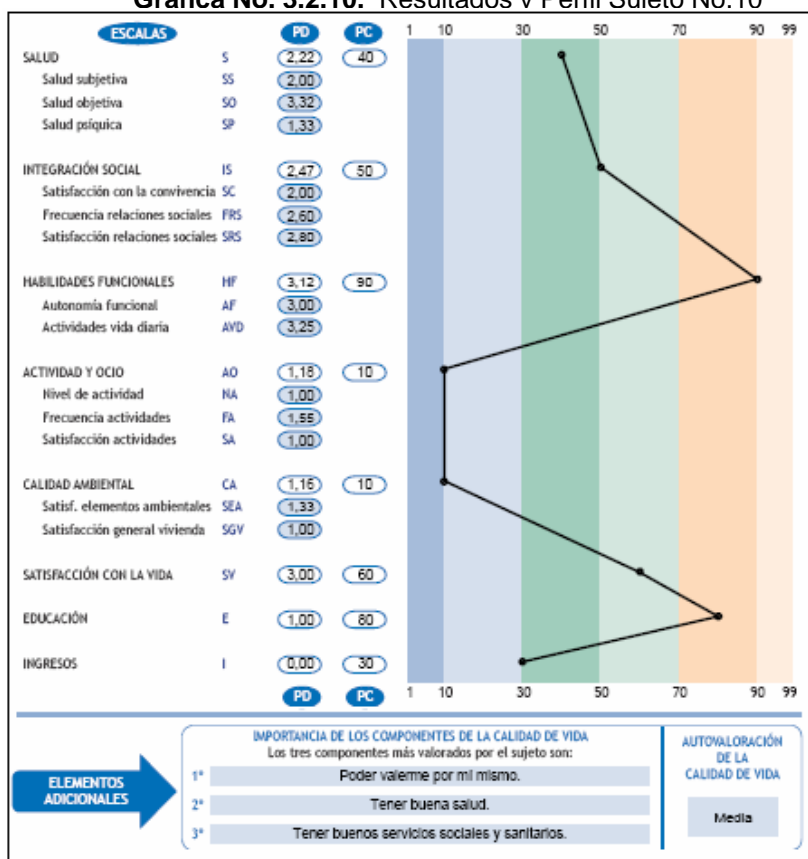 Gráfica No. 3.2.10. Resultados y Perfil Sujeto No.10
ESCALAS PD PC 1 10 30 50 70 90 99
SALUD S 2,22 40
Salud subjetiva SS 2,00
Salud objetiva SO 3,32
Salud psíquica SP 1,33
INTEGRACIÓN SOCIAL IS 2,47 50
Satisfacción con la convivencia SC 2,00
Frecuencia relaciones sociales FRS 2,60
Satisfacción relaciones sociales SRS 2,80
HABILIDADES FUNCIONALES HF 3,12 90
Autonomía funcional AF 3,00
Actividades vida diaria AVD 3,25
ACTIVIDAD Y OCIO AO 1,18 10
Nivel de actividad NA 1,00
Frecuencia actividades FA 1,55
Satisfacción actividades SA 1,00
CALIDAD AMBIENTAL CA 1,16 10
Satisf. elementos ambientales SEA 1,33
Satisfacción general vivienda SGV 1,00
SATISFACCIÓN CON LA VIDA SV 3,00 60
EDUCACIÓN E 1,00 80
INGRESOS I 0,00 30
PD PC 1 10 30 50 70 90 99
ELEMENTOS
ADICIONALES
IMPORTANCIA DE LOS COMPONENTES DE LA CALIDAD DE VIDA
Los tres componentes más valorados por el sujeto son:
1º Poder valerme por mi mismo.
2º Tener buena salud.
3º Tener buenos servicios sociales y sanitarios.
AUTOVALORACIÓN
DE LA
CALIDAD DE VIDA
Media